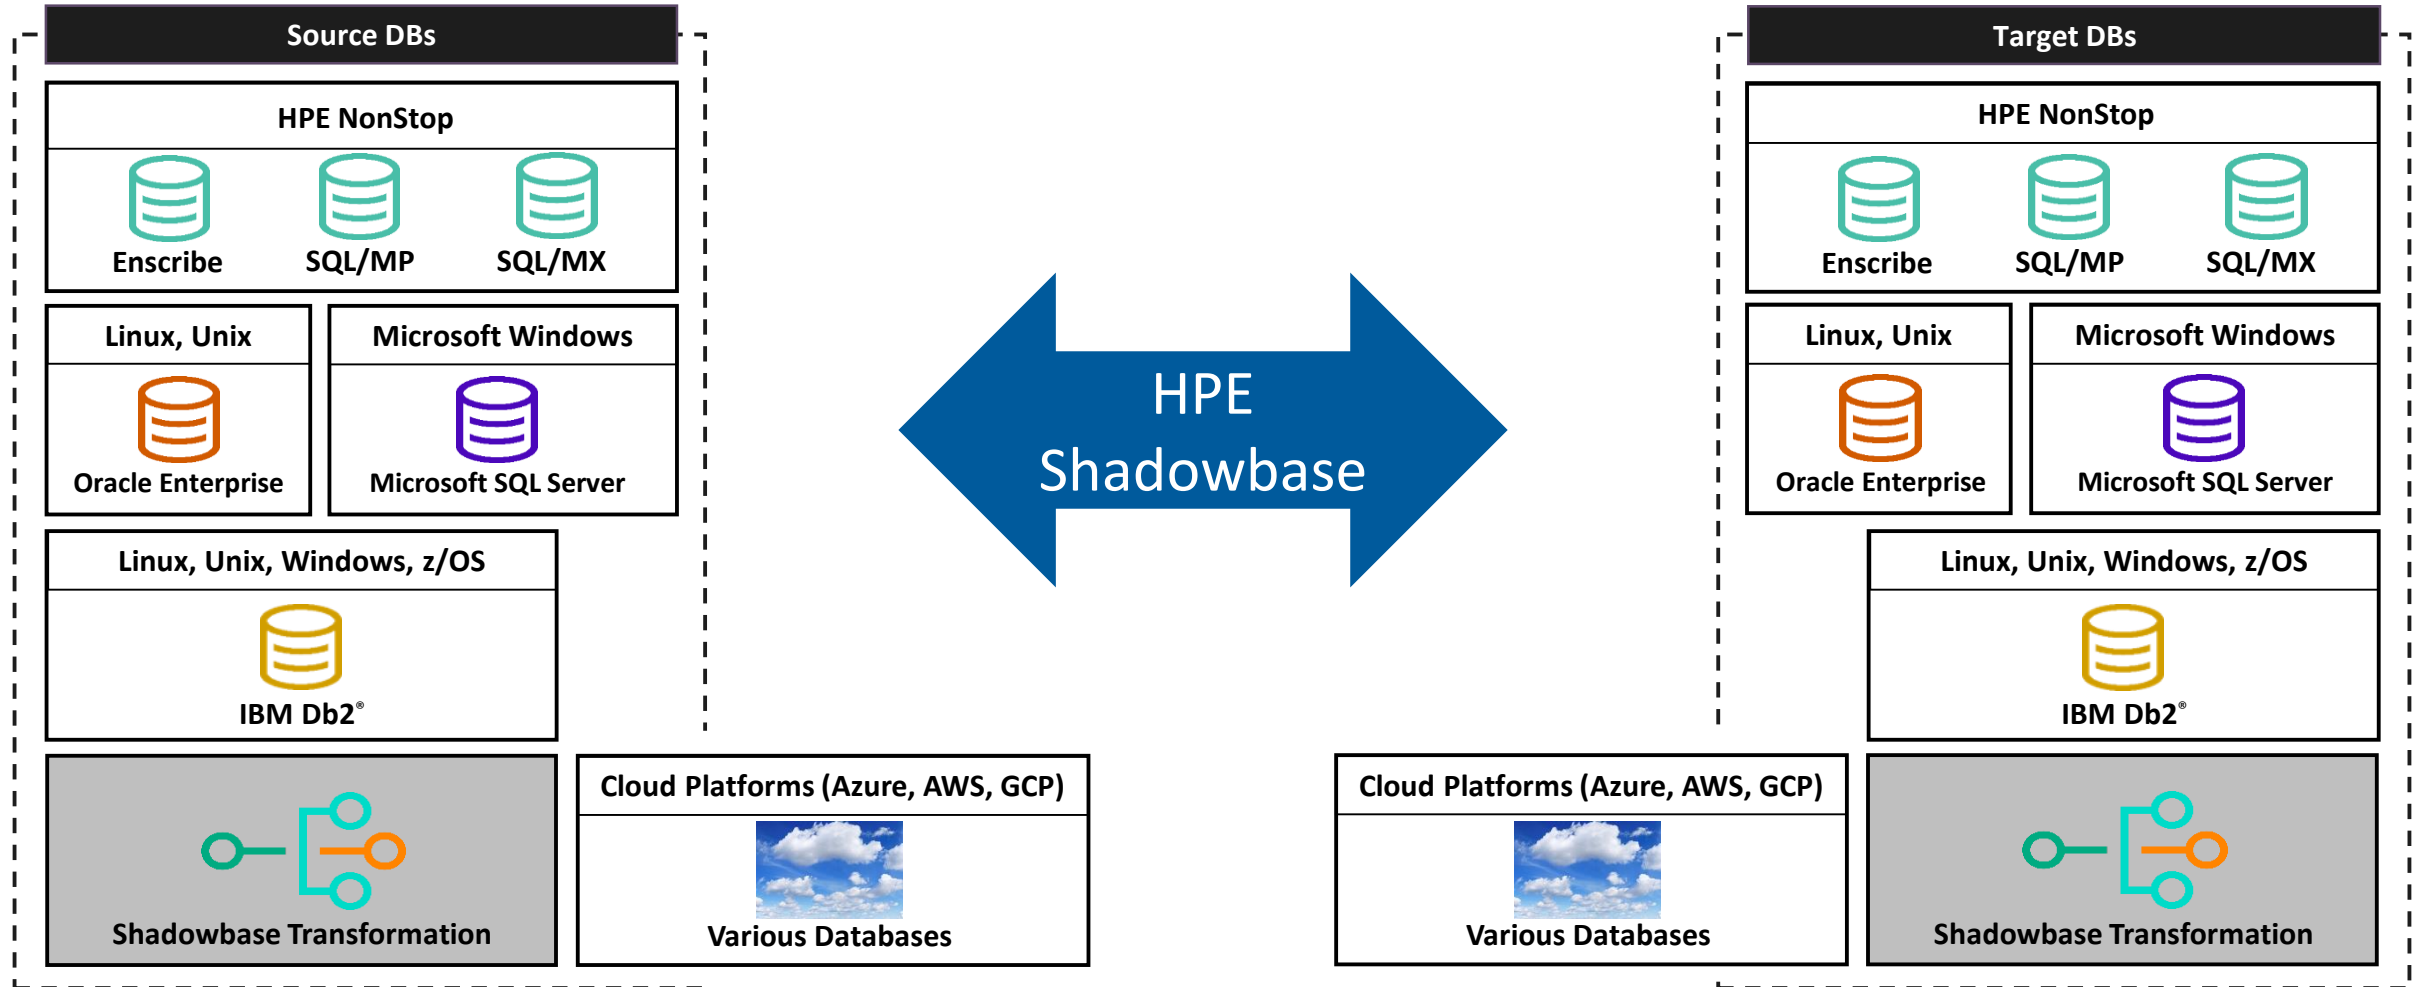 Source DBs
HPE NonStop
Enscribe
SQL/MP
SQL/MX
Linux, Unix
Oracle Enterprise
Microsoft Windows
Microsoft SQL Server
Linux, Unix, Windows, z/OS
IBM Db2®
Shadowbase Transformation
Cloud Platforms (Azure, AWS, GCP)
Various Databases
HPE
Shadowbase
Target DBs
HPE NonStop
Enscribe
SQL/MP
SQL/MX
Linux, Unix
Oracle Enterprise
Microsoft Windows
Microsoft SQL Server
Linux, Unix, Windows, z/OS
IBM Db2®
Cloud Platforms (Azure, AWS, GCP)
Various Databases
Shadowbase Transformation